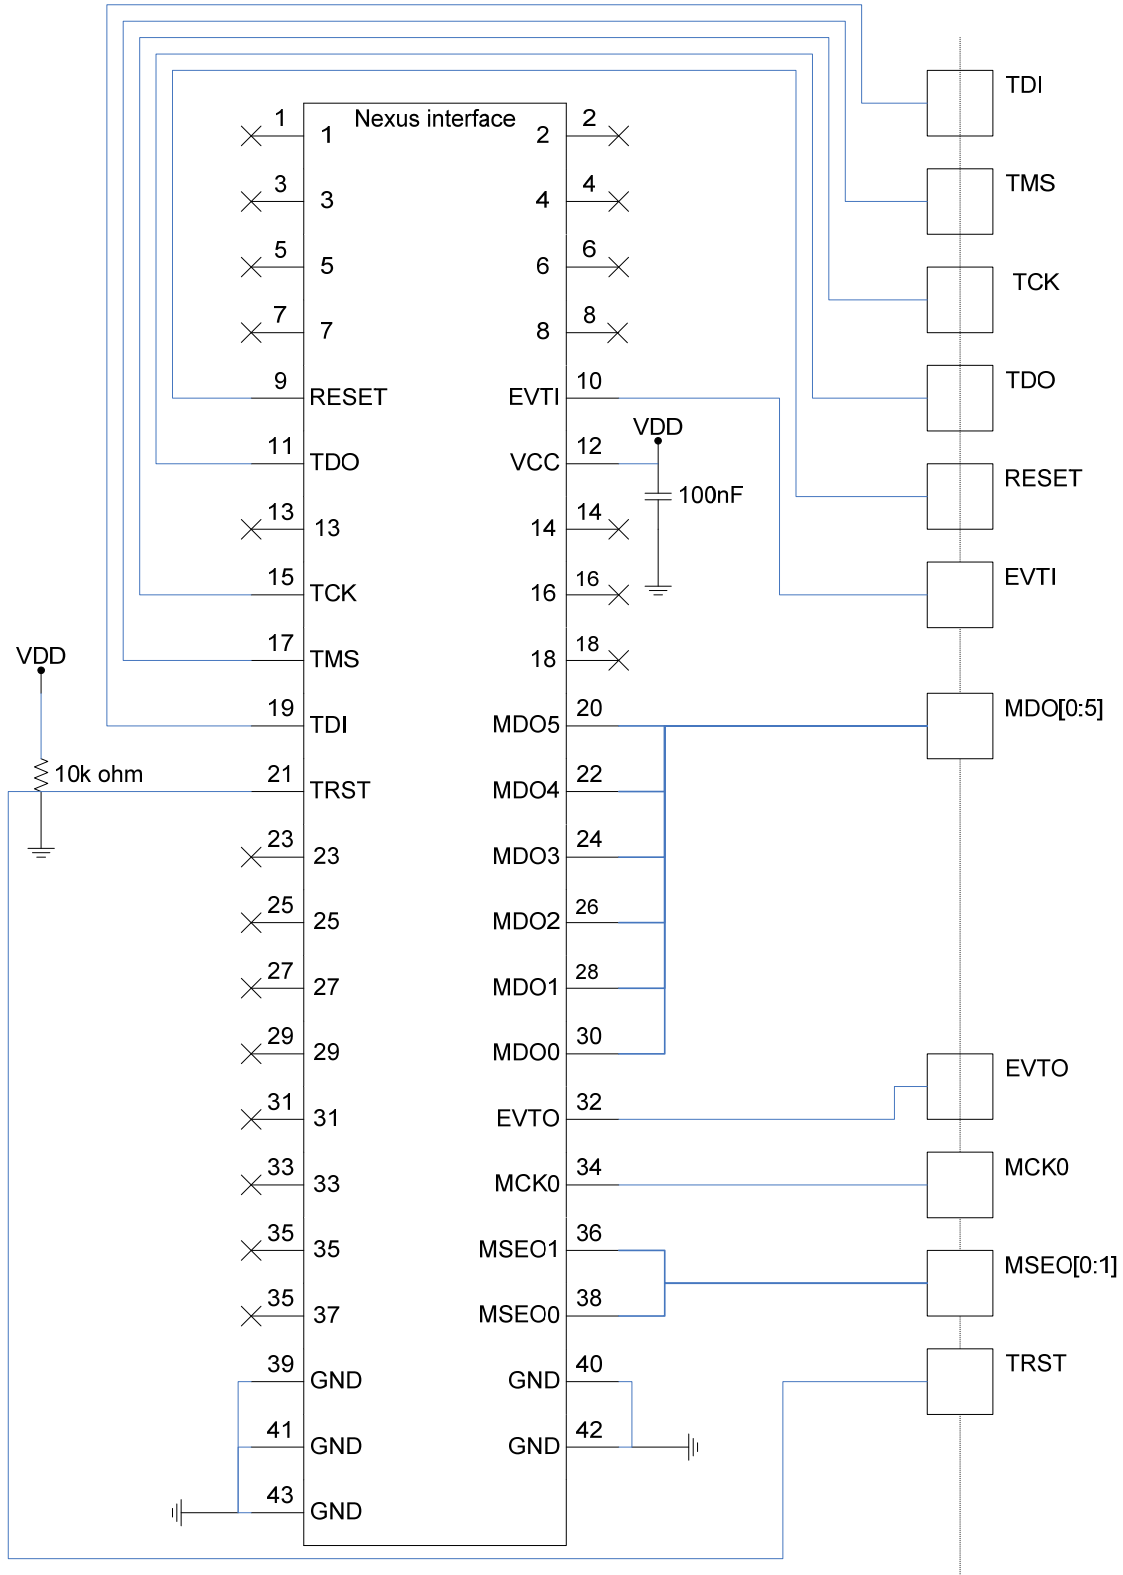 TDI
Nexus interface
1 1 2 2
TMS
3 3 4 4
5 5 6 6
TCK
7 7 8 8
TDO
9 RESET EVTI 10
VDD
11 TDO VCC 12
RESET
100nF
13 13 14 14
EVTI
15 TCK 16 16
VDD
17 TMS 18 18
MDO[0:5]
19 TDI MDO5 20
10k ohm
21 TRST MDO4 22
23 23 MDO3 24
25 25 MDO2 26
27 27 MDO1 28
29 29 MDO0 30
EVTO
31 31 EVTO 32
MCK0
33 33 MCK0 34
35 35 MSEO1 36
MSEO[0:1]
35 37 MSEO0 38
TRST
39 GND GND 40
41 GND GND 42
43 GND